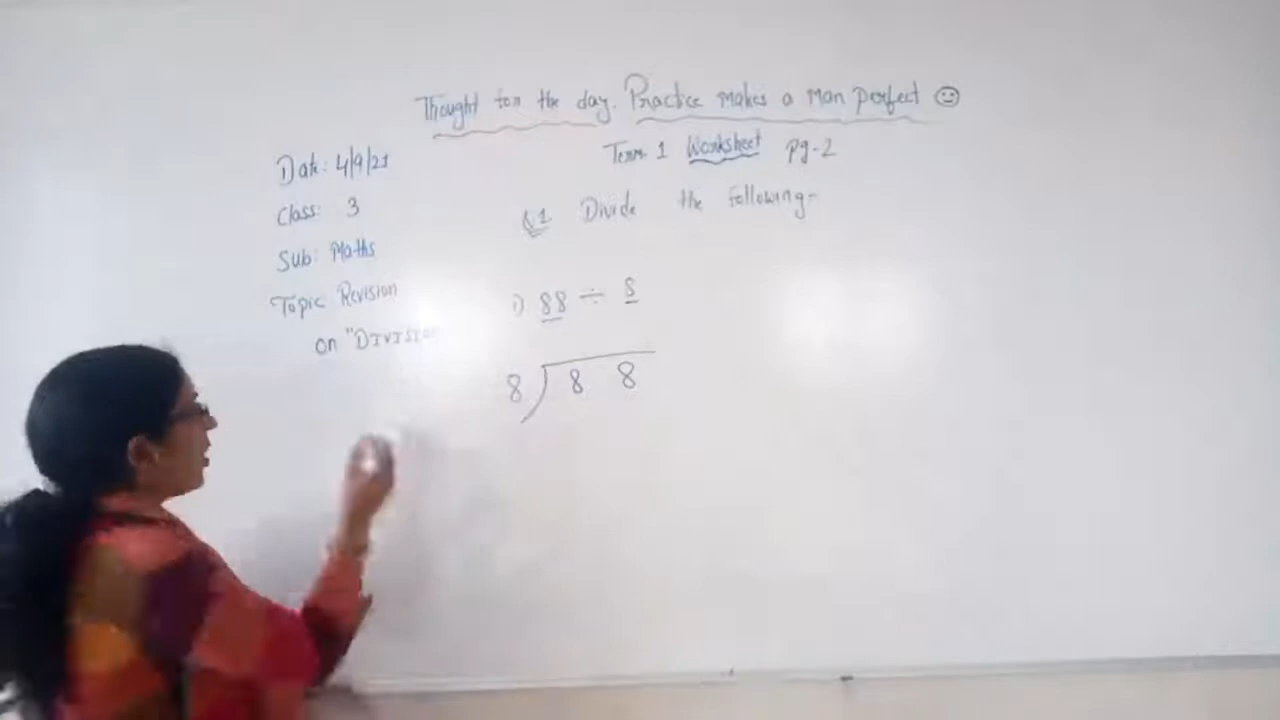 Thought for the day. Practice makes a man perfect ☺
Term 1 Worksheet pg-2
Date: 4/9/21
Class: 3
Sub: Maths
Topic Revision
on "DIVISION
Q1 Divide the following-
1) 88 ÷ 8
8 ) 8 8